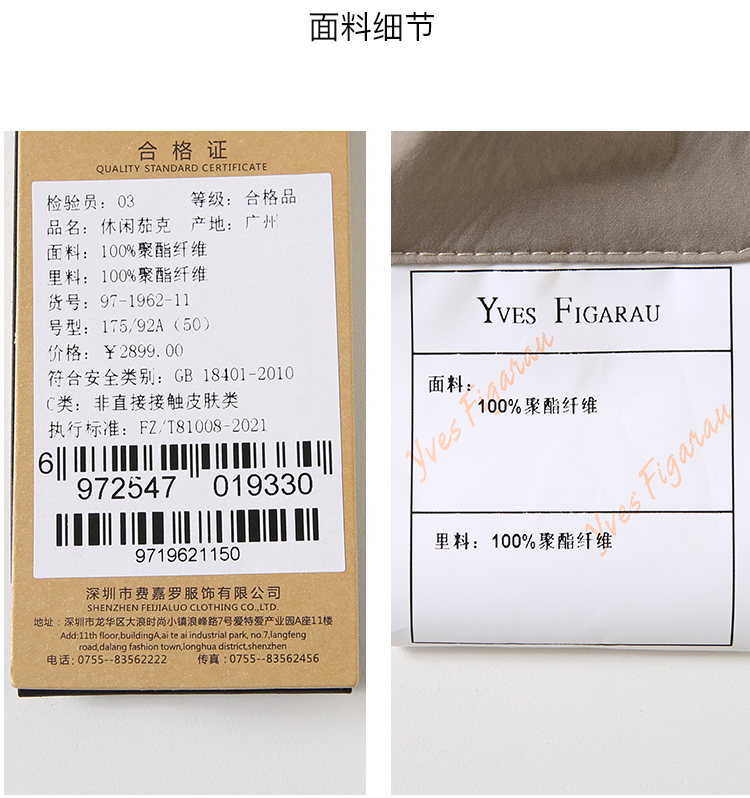 面料细节
合格证
QUALITY STANDARD CERTIFICATE
检验员: 03 等级: 合格品
品名: 休闲茄克 产地: 广州
面料: 100%聚酯纤维
里料: 100%聚酯纤维
货号: 97-1962-11
号型: 175/92A (50)
价格: ¥2899.00
符合安全类别: GB 18401-2010
C类: 非直接接触皮肤类
执行标准: FZ/T81008-2021
6 972547 019330
9719621150
深圳市费嘉罗服饰有限公司
SHENZHEN FEIJIALUO CLOTHING CO.,LTD.
地址: 深圳市龙华区大浪时尚小镇浪峰路7号爱特爱产业园A座11楼
Add:11th floor,buildingA,ai te ai industrial park, no.7,langfeng
road,dalang fashion town,longhua district,shenzhen
电话: 0755--83562222 传真: 0755--83562456
YVES FIGARAU
面料:
100%聚酯纤维
Yves Figarau
Yves Figarau
里料: 100%聚酯纤维